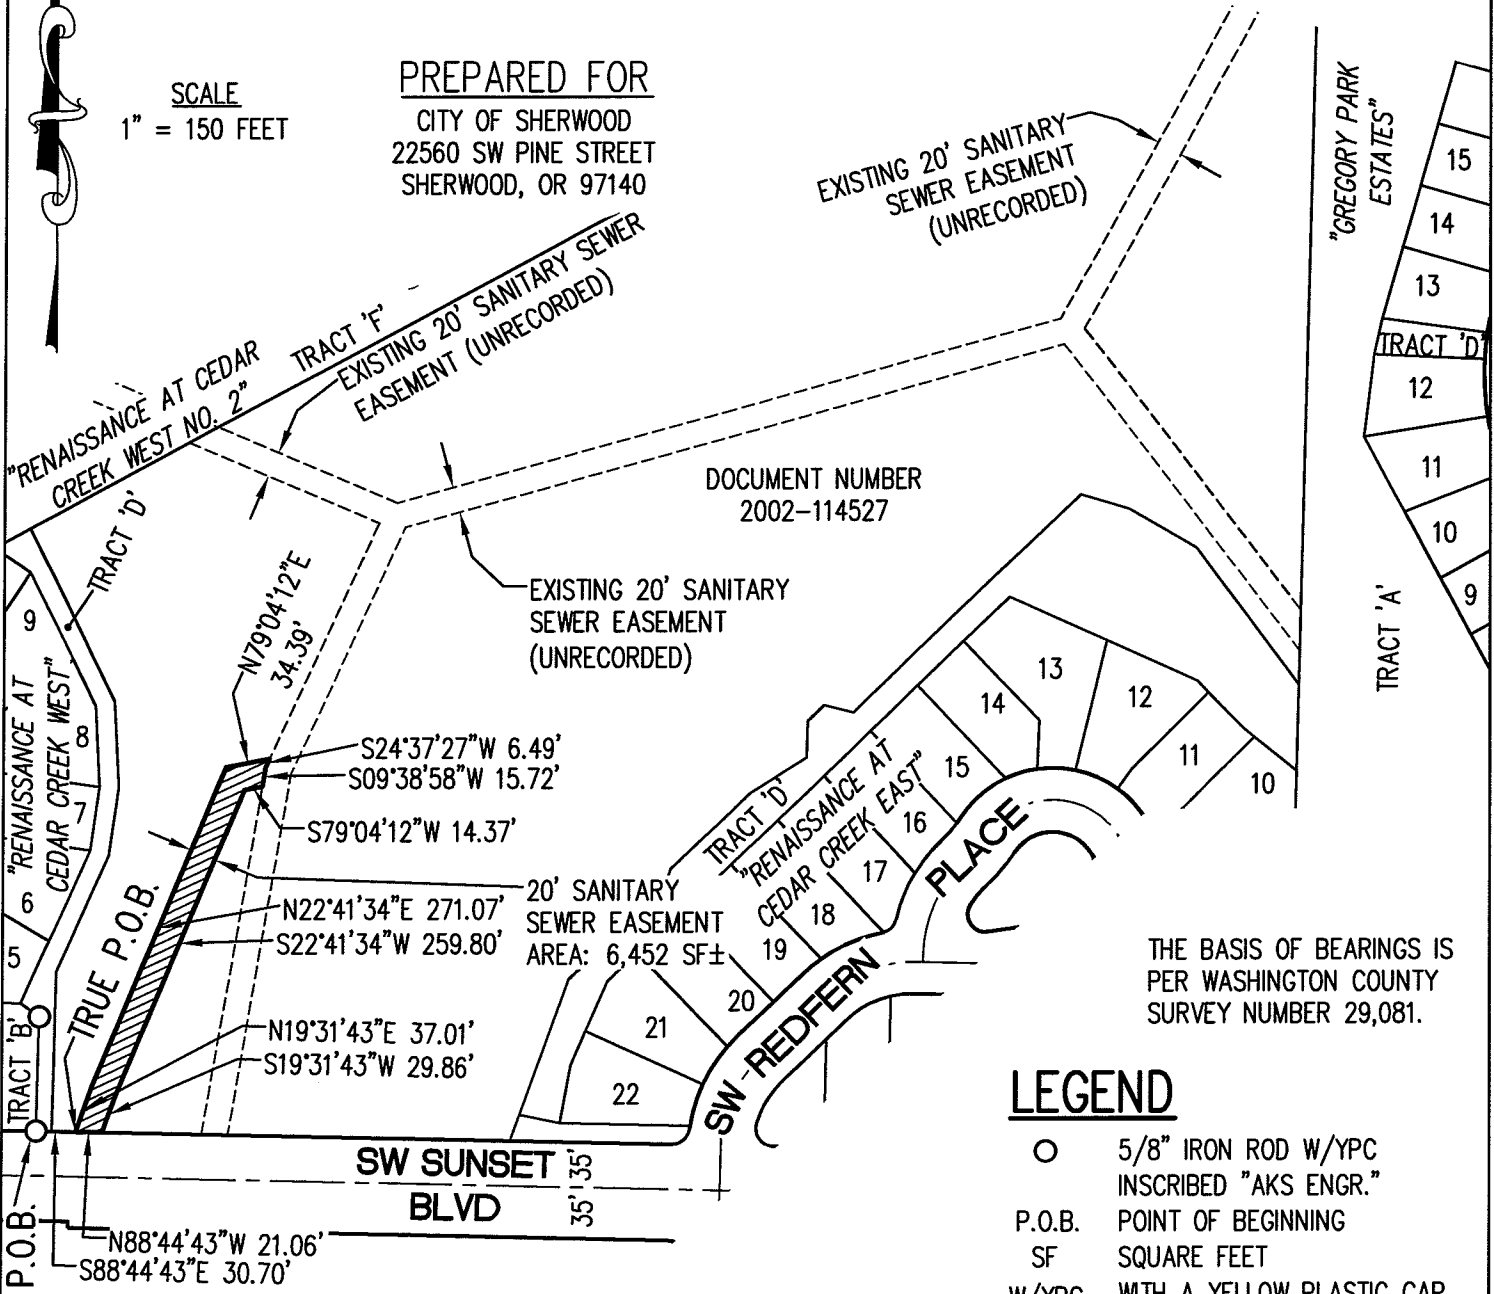 SCALE
1" = 150 FEET
PREPARED FOR
CITY OF SHERWOOD
22560 SW PINE STREET
SHERWOOD, OR 97140
EXISTING 20' SANITARY
SEWER EASEMENT
(UNRECORDED)
"GREGORY PARK
ESTATES"
15
14
13
TRACT 'D'
12
11
10
9
TRACT 'A'
"RENAISSANCE AT CEDAR
CREEK WEST NO. 2"
TRACT 'F'
EXISTING 20' SANITARY SEWER
EASEMENT (UNRECORDED)
DOCUMENT NUMBER
2002-114527
TRACT 'D'
EXISTING 20' SANITARY
SEWER EASEMENT
(UNRECORDED)
N79°04'12"E
34.39'
9
8
7
6
5
"RENAISSANCE AT
CEDAR CREEK WEST"
TRACT 'B'
S24°37'27"W 6.49'
S09°38'58"W 15.72'
S79°04'12"W 14.37'
20' SANITARY
SEWER EASEMENT
AREA: 6,452 SF±
N22°41'34"E 271.07'
S22°41'34"W 259.80'
TRUE P.O.B.
N19°31'43"E 37.01'
S19°31'43"W 29.86'
TRACT 'D'
"RENAISSANCE AT
CEDAR CREEK EAST"
13
12
11
10
14
15
16
17
18
19
20
21
22
SW REDFERN
PLACE
SW SUNSET
BLVD
35'
35'
P.O.B.
N88°44'43"W 21.06'
S88°44'43"E 30.70'
THE BASIS OF BEARINGS IS
PER WASHINGTON COUNTY
SURVEY NUMBER 29,081.
LEGEND
5/8" IRON ROD W/YPC
INSCRIBED "AKS ENGR."
P.O.B. POINT OF BEGINNING
SF SQUARE FEET
W/YPC WITH A YELLOW PLASTIC CAP